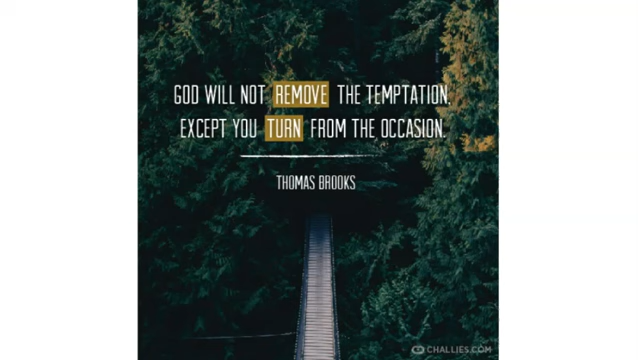 GOD WILL NOT REMOVE THE TEMPTATION,
EXCEPT YOU TURN FROM THE OCCASION.
THOMAS BROOKS
CHALLIES.COM